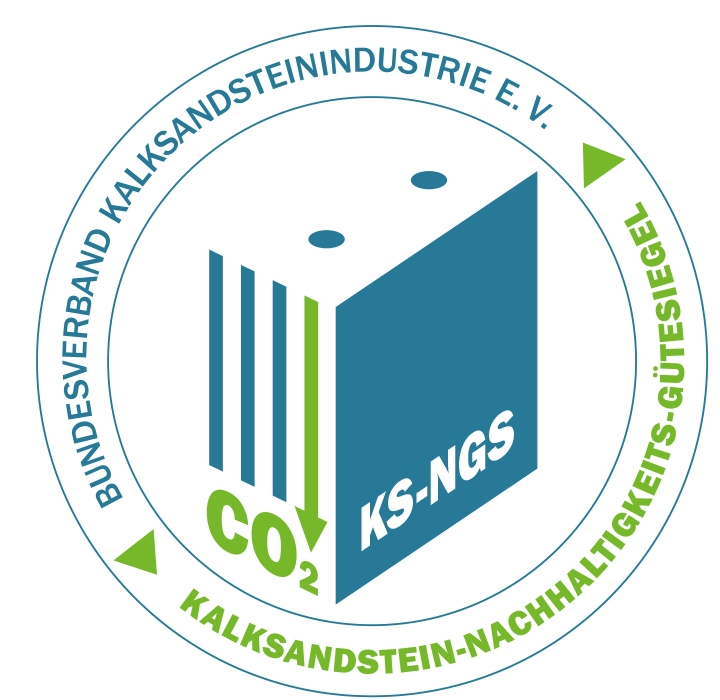 BUNDESVERBAND KALKSANDSTEININDUSTRIE E. V.
KS-NGS
CO₂
KALKSANDSTEIN-NACHHALTIGKEITS-GÜTESIEGEL